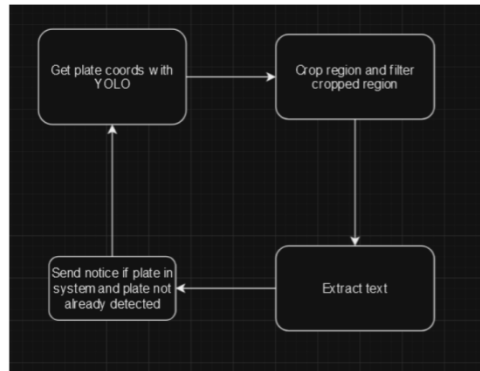 Get plate coords with
YOLO
Crop region and filter
cropped region
Send notice if plate in
system and plate not
already detected
Extract text